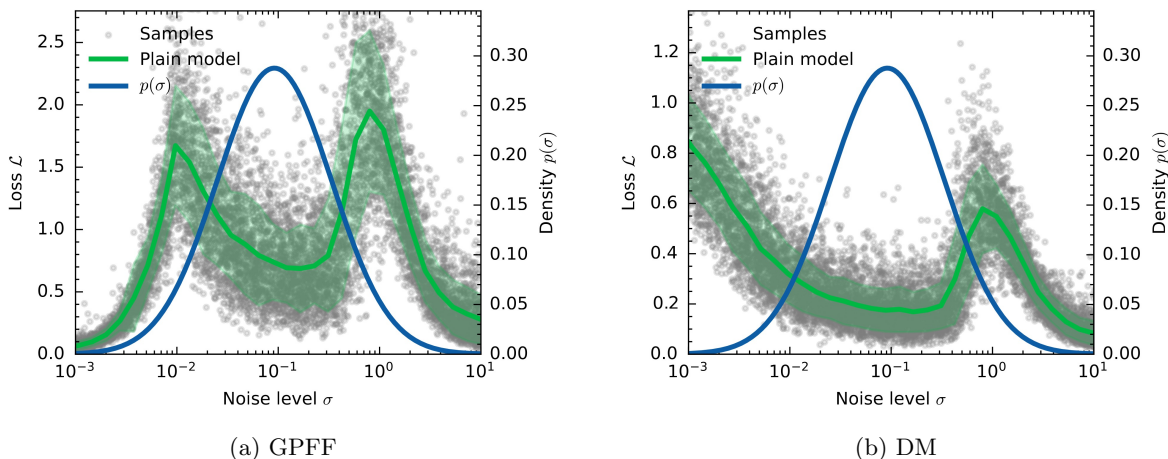 2.5
2.0
1.5
1.0
0.5
0.0
Loss ℒ
Samples
Plain model
p(σ)
0.30
0.25
0.20
0.15
0.10
0.05
0.00
Density p(σ)
10⁻³
10⁻²
10⁻¹
10⁰
10¹
Noise level σ
(a) GPFF
1.2
1.0
0.8
0.6
0.4
0.2
0.0
Loss ℒ
Samples
Plain model
p(σ)
0.30
0.25
0.20
0.15
0.10
0.05
0.00
Density p(σ)
10⁻³
10⁻²
10⁻¹
10⁰
10¹
Noise level σ
(b) DM